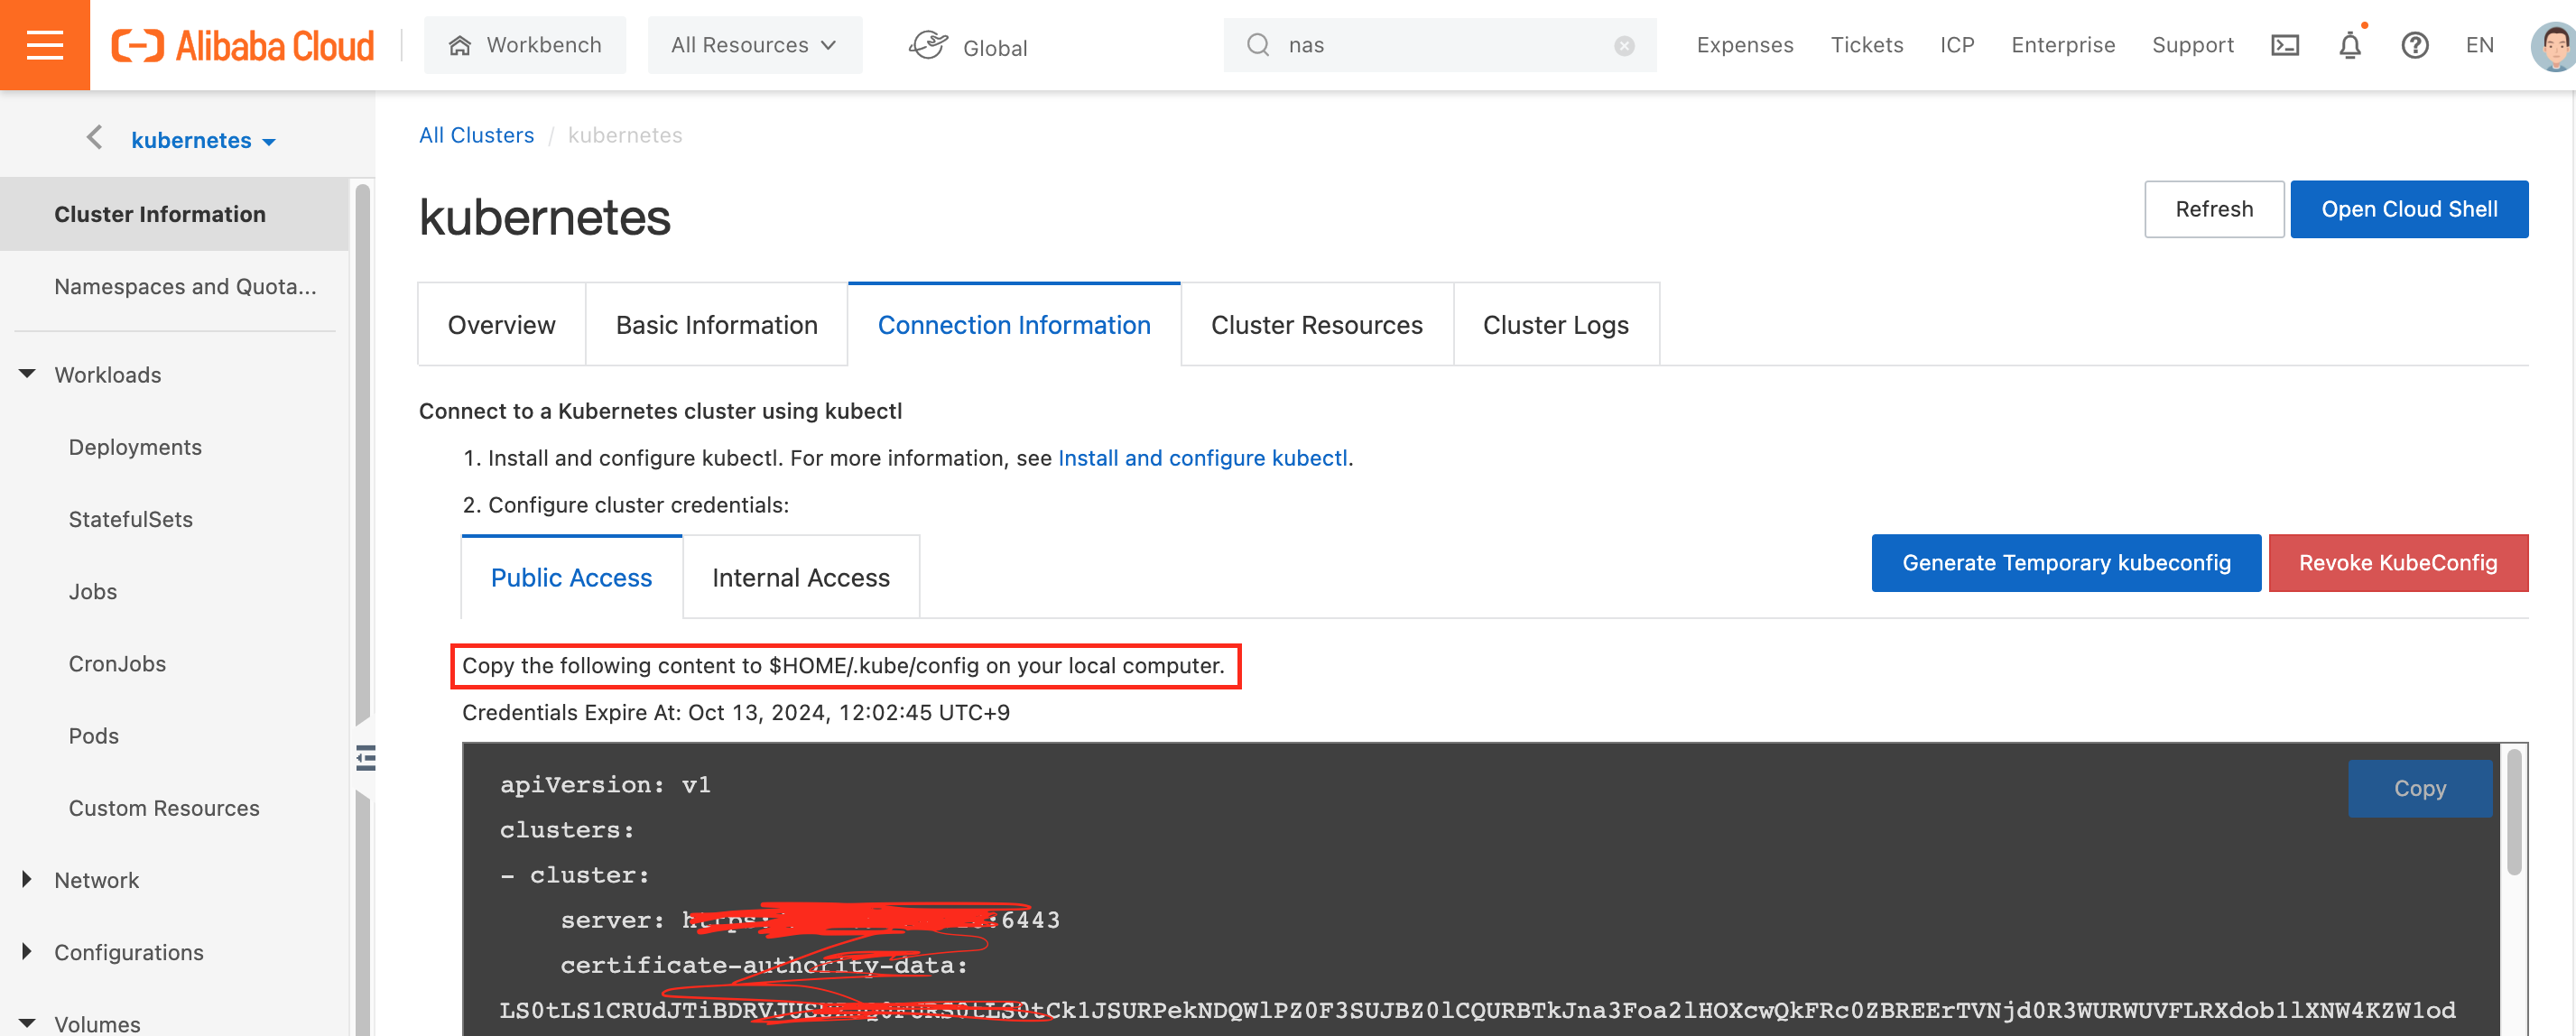 Alibaba Cloud
Workbench
All Resources
Global
nas
Expenses
Tickets
ICP
Enterprise
Support
EN
kubernetes
Cluster Information
Namespaces and Quota...
Workloads
Deployments
StatefulSets
Jobs
CronJobs
Pods
Custom Resources
Network
Configurations
Volumes
All Clusters / kubernetes
kubernetes
Refresh
Open Cloud Shell
Overview
Basic Information
Connection Information
Cluster Resources
Cluster Logs
Connect to a Kubernetes cluster using kubectl
1. Install and configure kubectl. For more information, see Install and configure kubectl.
2. Configure cluster credentials:
Public Access
Internal Access
Generate Temporary kubeconfig
Revoke KubeConfig
Copy the following content to $HOME/.kube/config on your local computer.
Credentials Expire At: Oct 13, 2024, 12:02:45 UTC+9
Copy
apiVersion: v1
clusters:
- cluster:
server: :6443
certificate-authority-data: